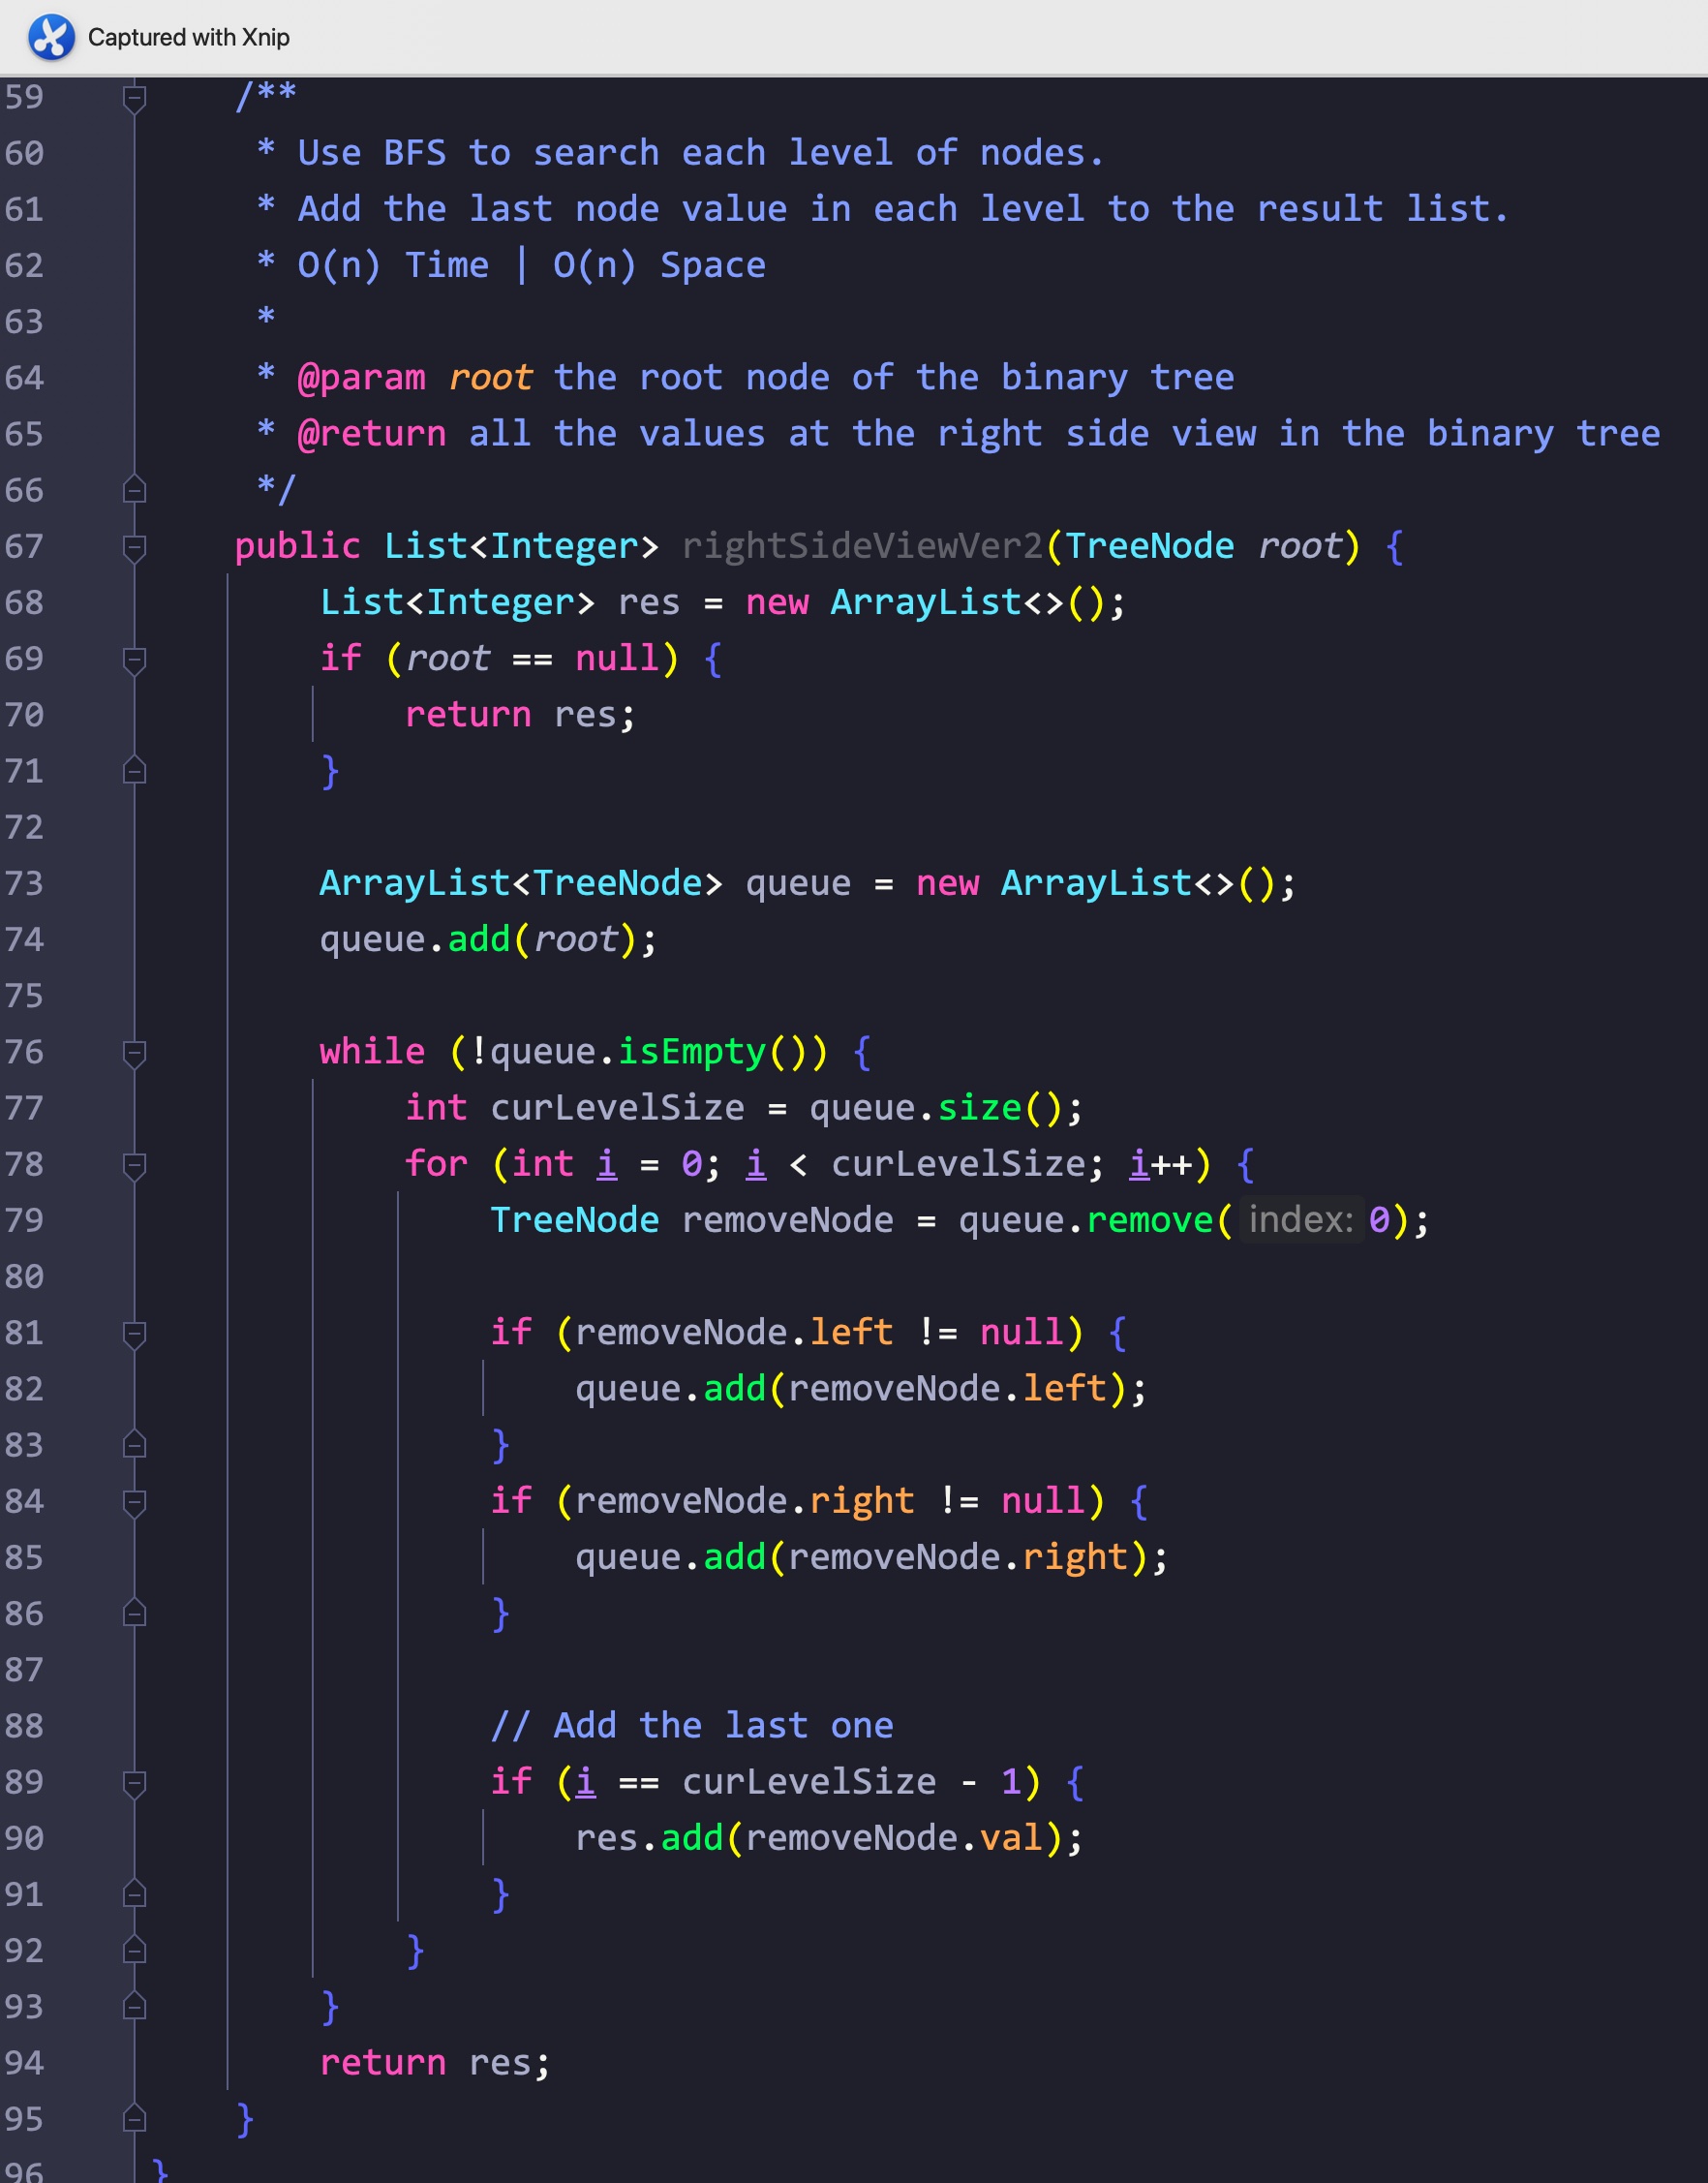 Captured with Xnip
59 /**
60 * Use BFS to search each level of nodes.
61 * Add the last node value in each level to the result list.
62 * O(n) Time | O(n) Space
63 *
64 * @param root the root node of the binary tree
65 * @return all the values at the right side view in the binary tree
66 */
67 public List<Integer> rightSideViewVer2(TreeNode root) {
68 List<Integer> res = new ArrayList<>();
69 if (root == null) {
70 return res;
71 }
72
73 ArrayList<TreeNode> queue = new ArrayList<>();
74 queue.add(root);
75
76 while (!queue.isEmpty()) {
77 int curLevelSize = queue.size();
78 for (int i = 0; i < curLevelSize; i++) {
79 TreeNode removeNode = queue.remove( index: 0);
80
81 if (removeNode.left != null) {
82 queue.add(removeNode.left);
83 }
84 if (removeNode.right != null) {
85 queue.add(removeNode.right);
86 }
87
88 // Add the last one
89 if (i == curLevelSize - 1) {
90 res.add(removeNode.val);
91 }
92 }
93 }
94 return res;
95 }
96 }